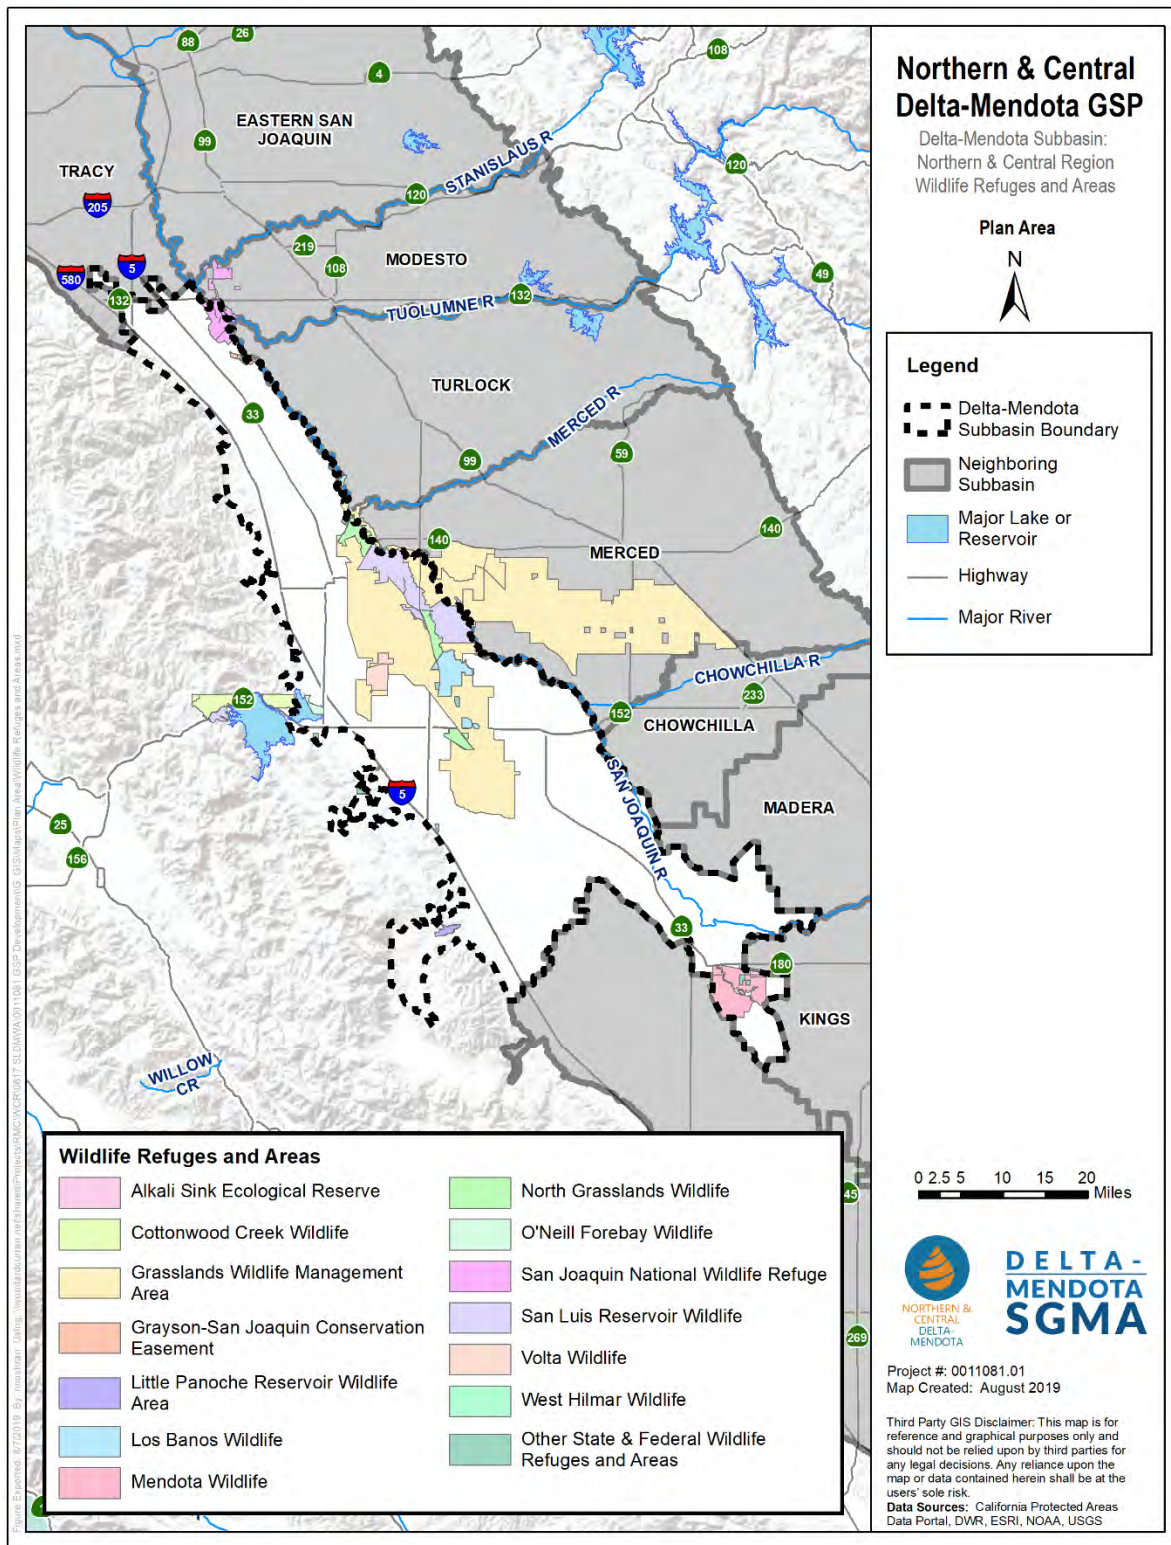 Northern & Central
Delta-Mendota GSP
Delta-Mendota Subbasin:
Northern & Central Region
Wildlife Refuges and Areas
Plan Area
N
Legend
Delta-Mendota
Subbasin Boundary
Neighboring
Subbasin
Major Lake or
Reservoir
Highway
Major River
88
26
108
4
EASTERN SAN
JOAQUIN
99
TRACY
STANISLAUS R
120
120
205
219
108
MODESTO
49
5
580
132
TUOLUMNE R
132
TURLOCK
33
MERCED R
99
59
140
140
MERCED
CHOWCHILLA R
233
152
152
CHOWCHILLA
SAN JOAQUIN R
5
MADERA
25
156
33
180
KINGS
WILLOW
CR
45
269
Wildlife Refuges and Areas
Alkali Sink Ecological Reserve
Cottonwood Creek Wildlife
Grasslands Wildlife Management
Area
Grayson-San Joaquin Conservation
Easement
Little Panoche Reservoir Wildlife
Area
Los Banos Wildlife
Mendota Wildlife
North Grasslands Wildlife
O'Neill Forebay Wildlife
San Joaquin National Wildlife Refuge
San Luis Reservoir Wildlife
Volta Wildlife
West Hilmar Wildlife
Other State & Federal Wildlife
Refuges and Areas
0 2.5 5 10 15 20
Miles
NORTHERN &
CENTRAL
DELTA-
MENDOTA
DELTA-
MENDOTA
SGMA
Project #: 0011081.01
Map Created: August 2019
Third Party GIS Disclaimer: This map is for
reference and graphical purposes only and
should not be relied upon by third parties for
any legal decisions. Any reliance upon the
map or data contained herein shall be at the
users' sole risk.
Data Sources: California Protected Areas
Data Portal, DWR, ESRI, NOAA, USGS